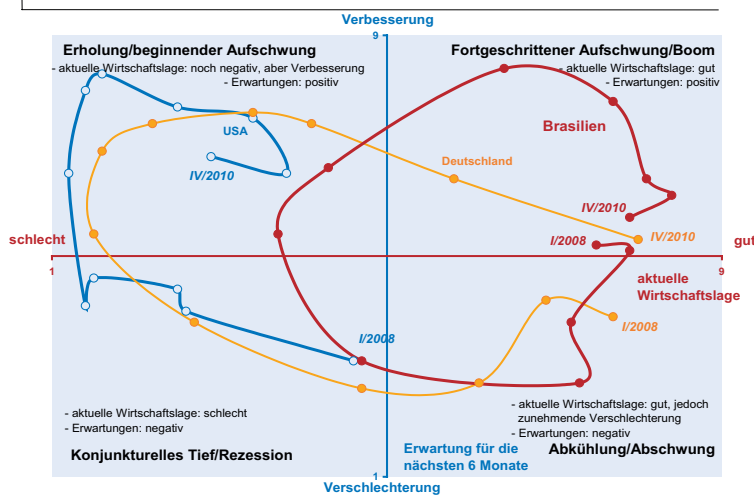 Verbesserung
9
Erholung/beginnender Aufschwung
- aktuelle Wirtschaftslage: noch negativ, aber Verbesserung
- Erwartungen: positiv
Fortgeschrittener Aufschwung/Boom
- aktuelle Wirtschaftslage: gut
- Erwartungen: positiv
USA
Brasilien
Deutschland
IV/2010
IV/2010
IV/2010
I/2008
schlecht
gut
1
9
aktuelle
Wirtschaftslage
I/2008
I/2008
- aktuelle Wirtschaftslage: schlecht
- Erwartungen: negativ
Konjunkturelles Tief/Rezession
- aktuelle Wirtschaftslage: gut, jedoch
zunehmende Verschlechterung
- Erwartungen: negativ
Abkühlung/Abschwung
Erwartung für die
nächsten 6 Monate
1
Verschlechterung